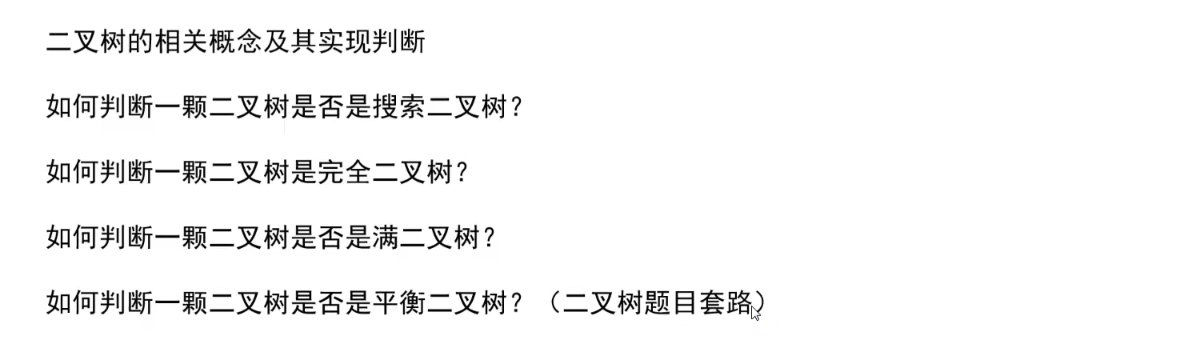 二叉树的相关概念及其实现判断
如何判断一颗二叉树是否是搜索二叉树？
如何判断一颗二叉树是完全二叉树？
如何判断一颗二叉树是否是满二叉树？
如何判断一颗二叉树是否是平衡二叉树？（二叉树题目套路）